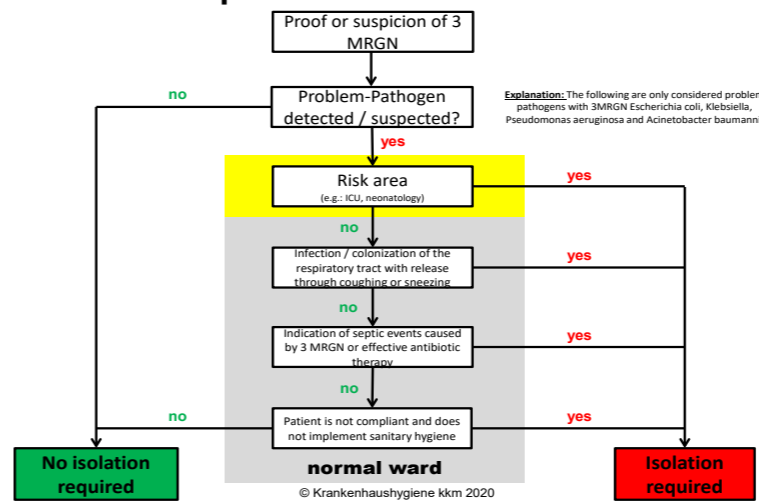 Proof or suspicion of 3
MRGN
no
Problem-Pathogen
detected / suspected?
Explanation: The following are only considered problem
pathogens with 3MRGN Escherichia coli, Klebsiella,
Pseudomonas aeruginosa and Acinetobacter baumanni
yes
Risk area
(e.g.: ICU, neonatology)
yes
no
Infection / colonization of the
respiratory tract with release
through coughing or sneezing
yes
no
Indication of septic events caused
by 3 MRGN or effective antibiotic
therapy
yes
no
no
Patient is not compliant and does
not implement sanitary hygiene
yes
No isolation
required
normal ward
Isolation
required
© Krankenhaushygiene kkm 2020